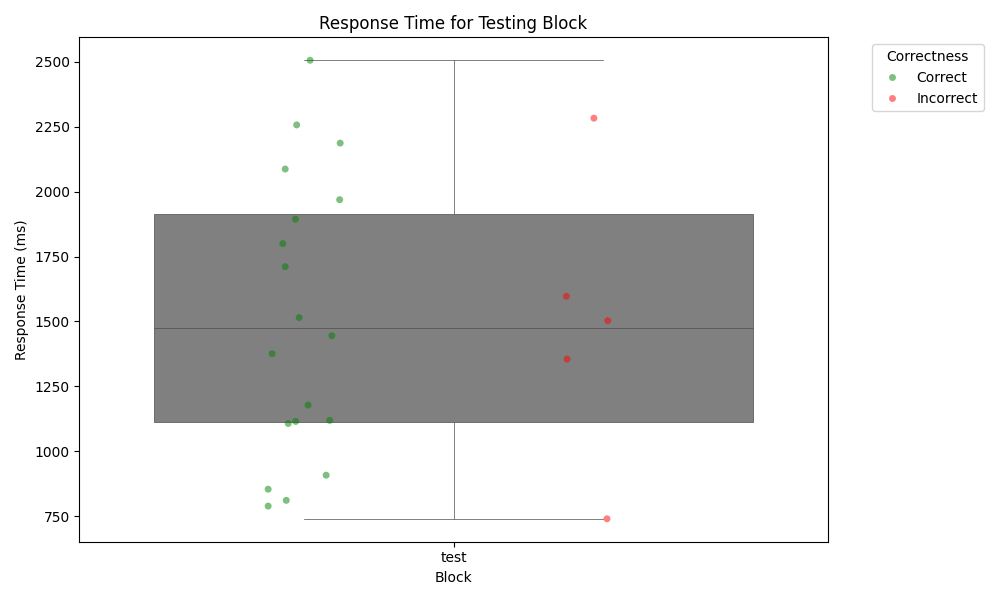 Response Time for Testing Block
Correctness
Correct
Incorrect
Response Time (ms)
2500
2250
2000
1750
1500
1250
1000
750
test
Block